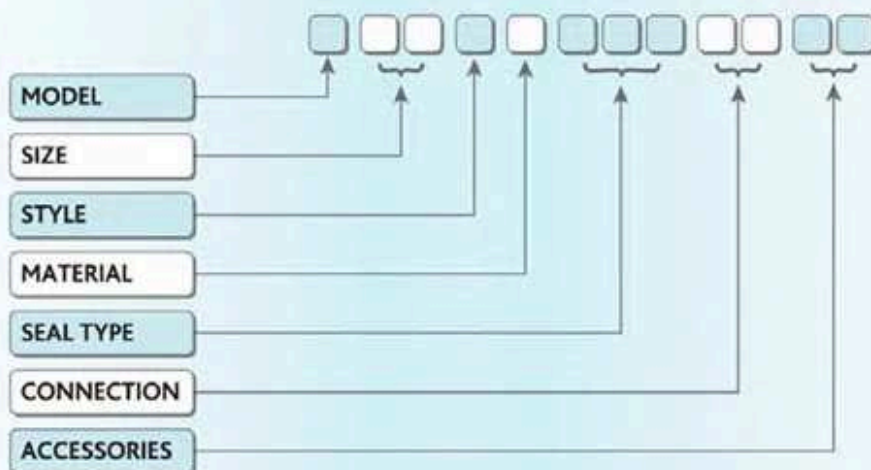 MODEL
SIZE
STYLE
MATERIAL
SEAL TYPE
CONNECTION
ACCESSORIES